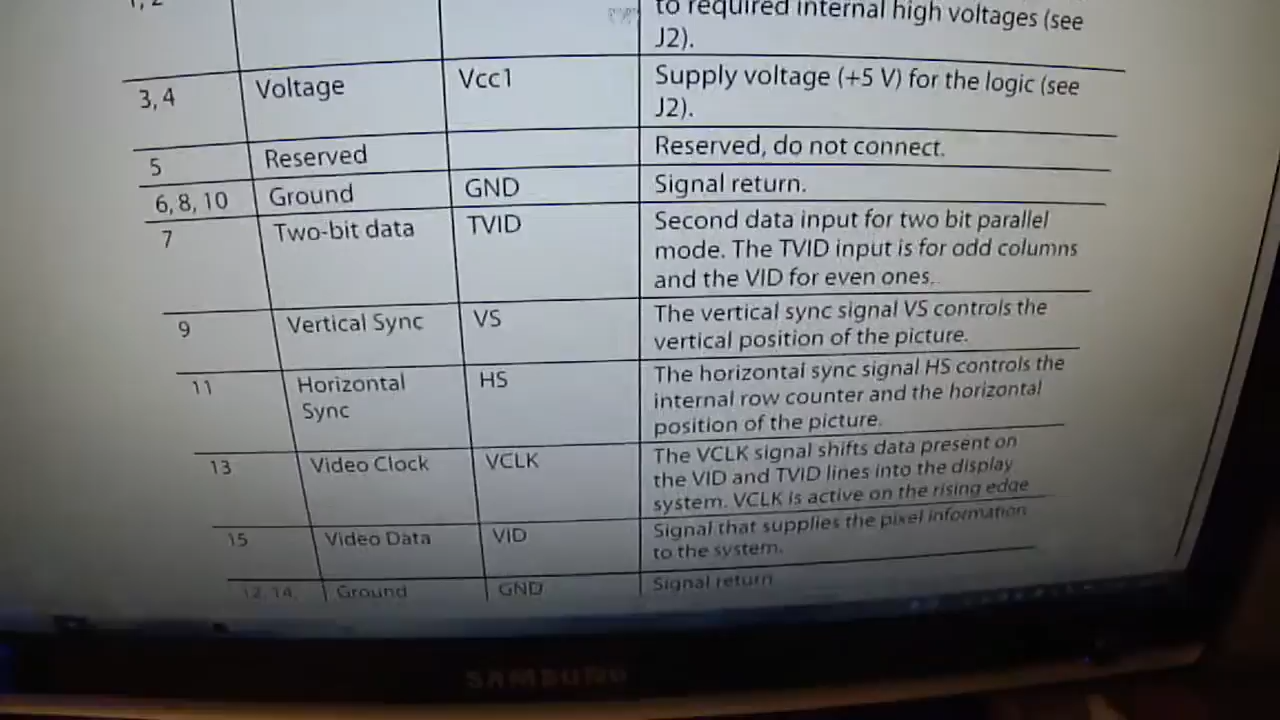 1, 2
to required internal high voltages (see
J2).
3, 4 Voltage Vcc1 Supply voltage (+5 V) for the logic (see
J2).
5 Reserved Reserved, do not connect.
6, 8, 10 Ground GND Signal return.
7 Two-bit data TVID Second data input for two bit parallel
mode. The TVID input is for odd columns
and the VID for even ones.
9 Vertical Sync VS The vertical sync signal VS controls the
vertical position of the picture.
11 Horizontal HS The horizontal sync signal HS controls the
Sync internal row counter and the horizontal
position of the picture.
13 Video Clock VCLK The VCLK signal shifts data present on
the VID and TVID lines into the display
system. VCLK is active on the rising edge
15 Video Data VID Signal that supplies the pixel information
to the system.
12, 14, Ground GND Signal return
SAMSUNG